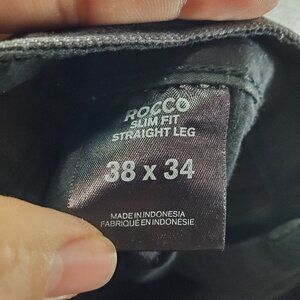 ROCCO
SLIM FIT
STRAIGHT LEG
38 x 34
MADE IN INDONESIA
FABRIQUÉ EN INDONÉSIE